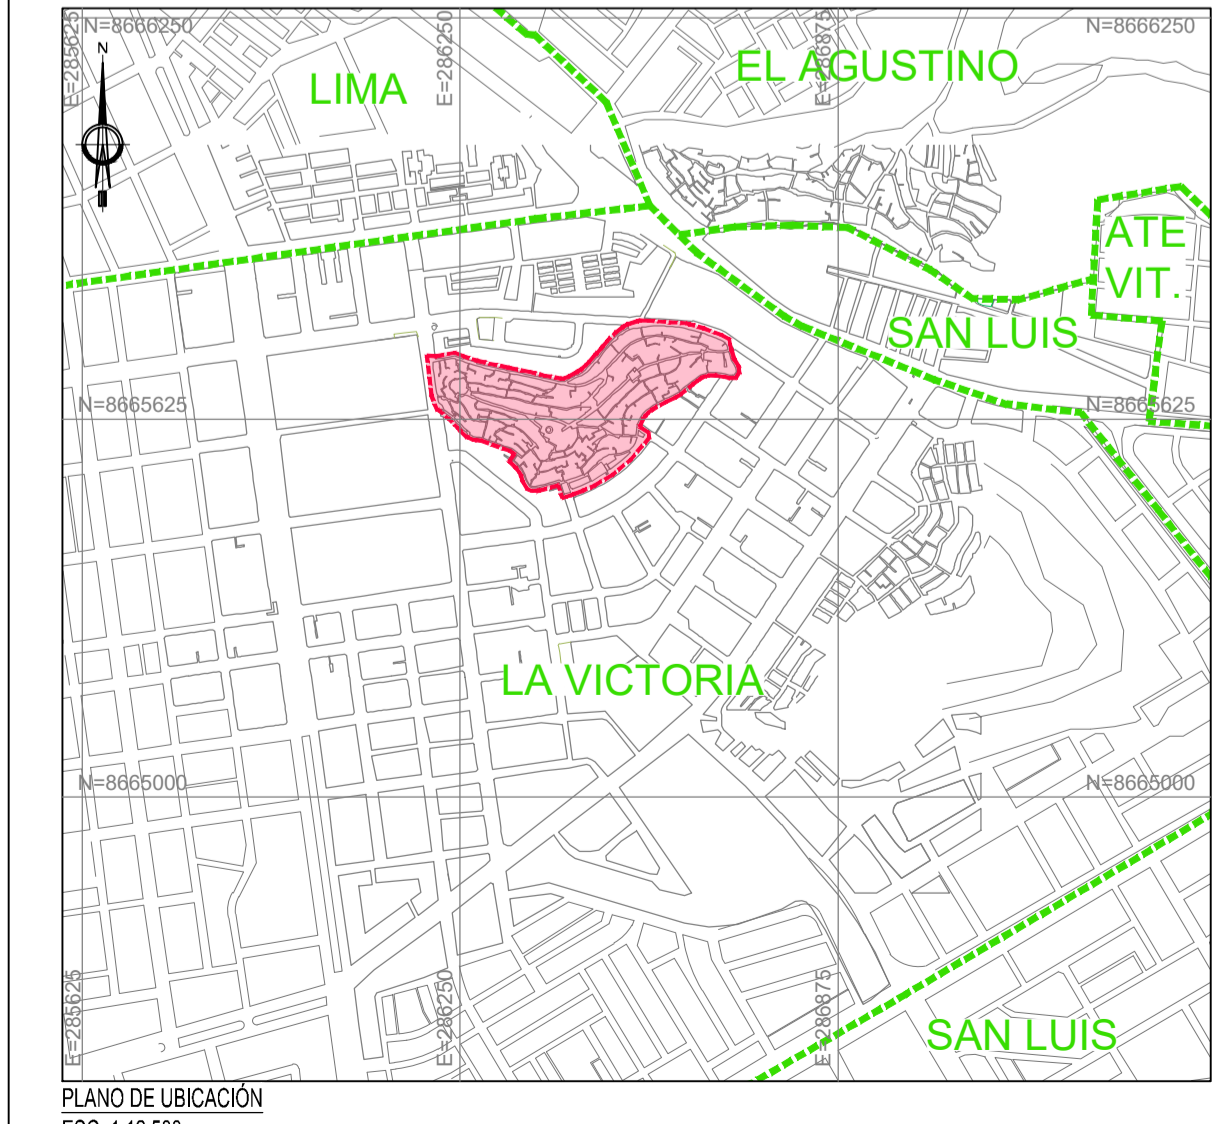 N=8666250
N=8666250
E=285625
E=286250
E=286875
N
LIMA
EL AGUSTINO
ATE
VIT.
SAN LUIS
N=8665625
N=8665625
LA VICTORIA
N=8665000
N=8665000
E=285625
E=286250
E=286875
SAN LUIS
PLANO DE UBICACIÓN